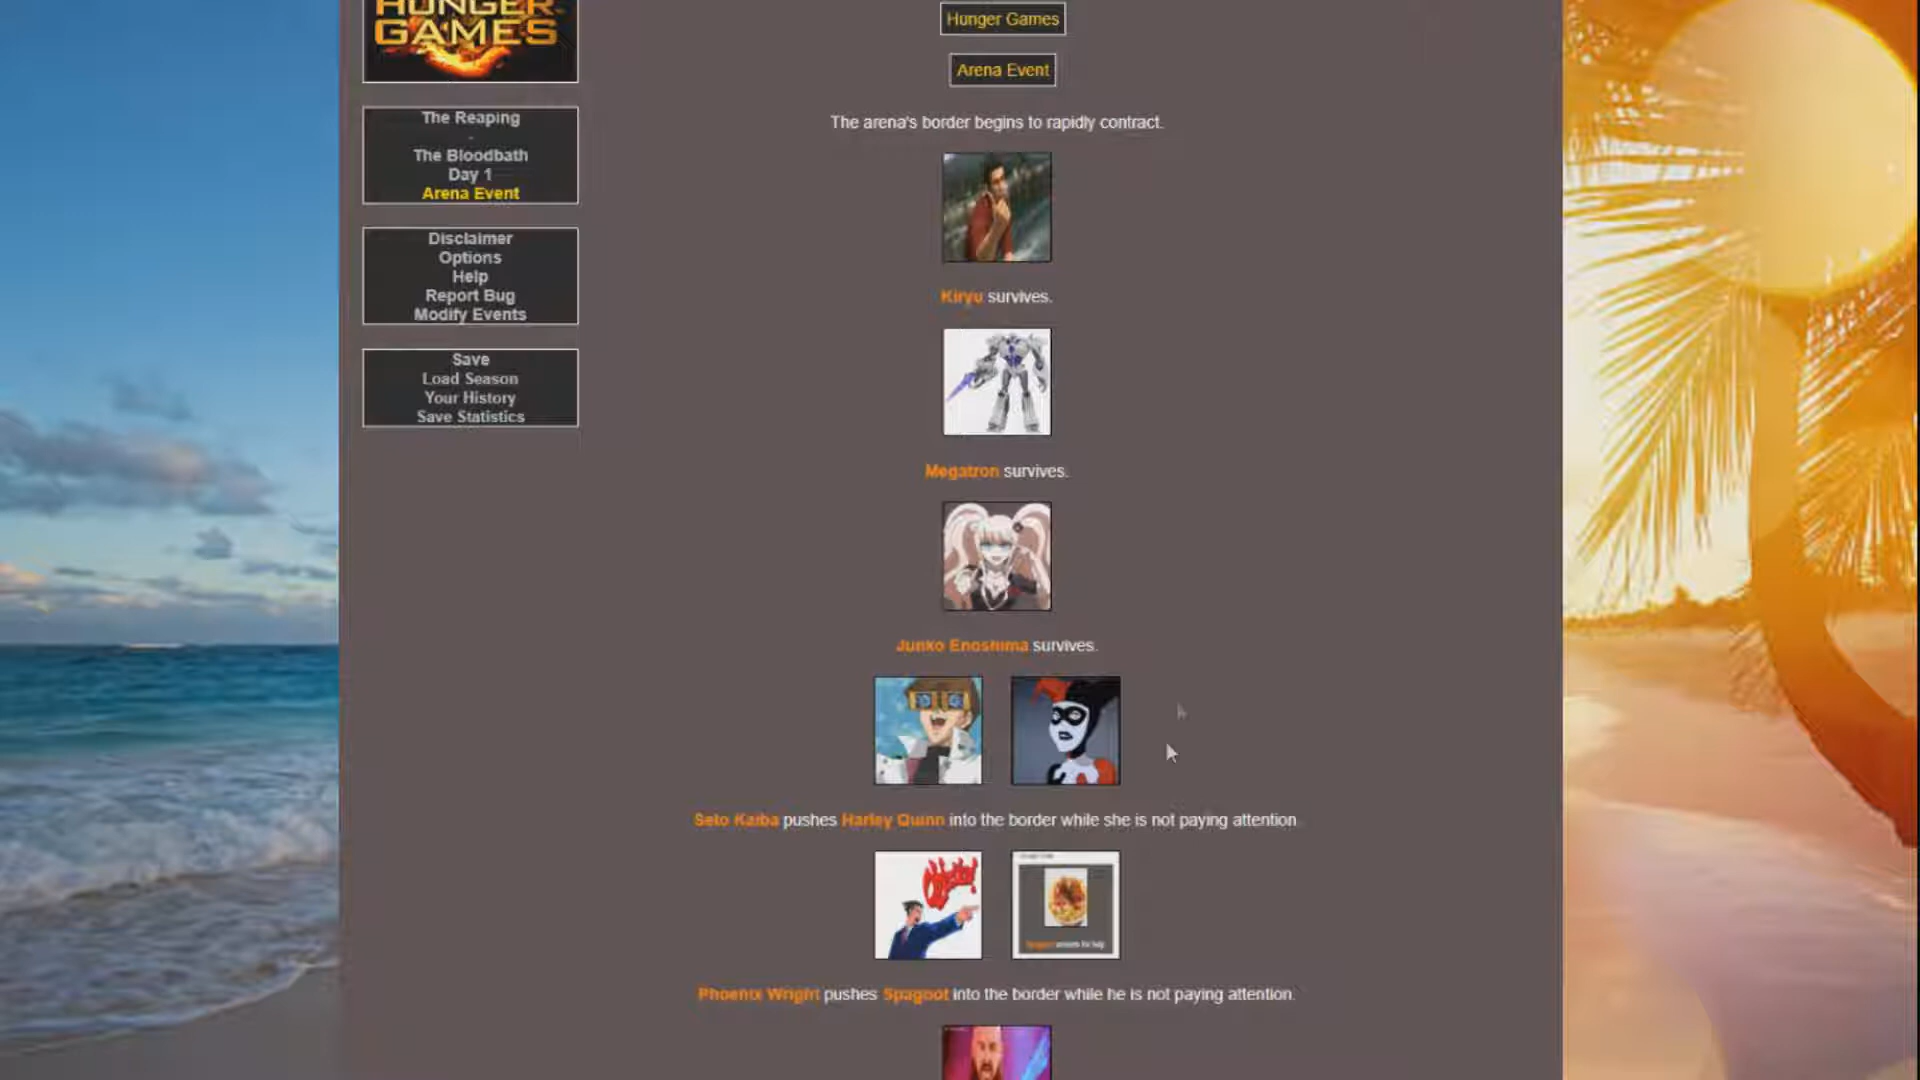 HUNGER
GAMES
The Reaping
-
The Bloodbath
Day 1
Arena Event
Disclaimer
Options
Help
Report Bug
Modify Events
Save
Load Season
Your History
Save Statistics
Hunger Games
Arena Event
The arena's border begins to rapidly contract.
Kiryu survives.
Megatron survives.
Junko Enoshima survives.
Seto Kaiba pushes Harley Quinn into the border while she is not paying attention.
Phoenix Wright pushes Spagoot into the border while he is not paying attention.